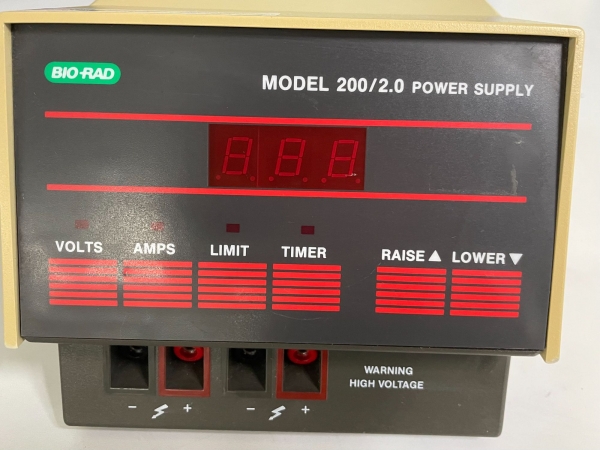 BIO-RAD
MODEL 200/2.0 POWER SUPPLY
VOLTS AMPS LIMIT TIMER RAISE ▲ LOWER ▼
WARNING
HIGH VOLTAGE
− + − +